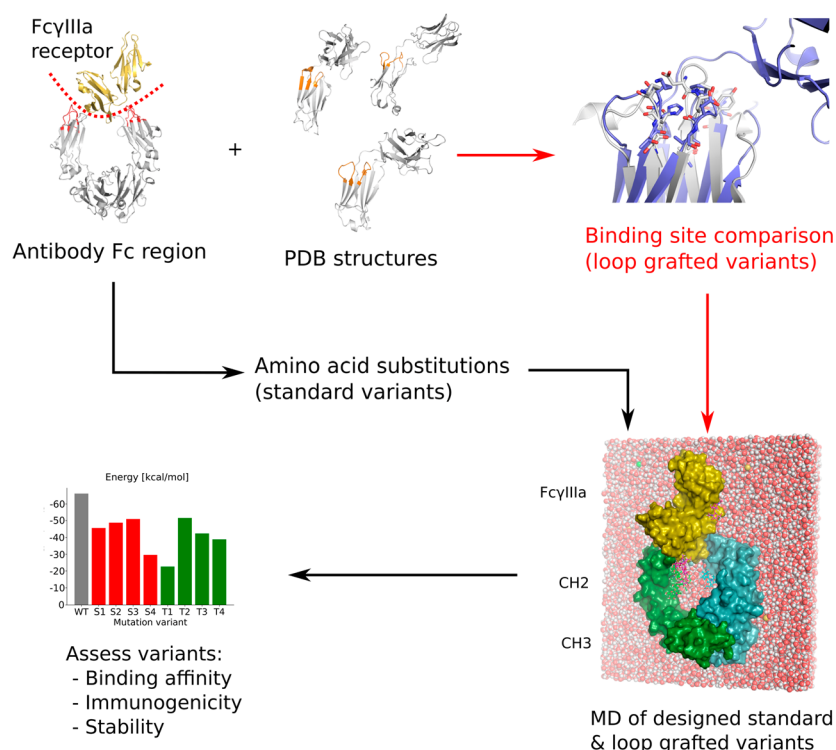 FcγIIIa
receptor
+
Antibody Fc region
PDB structures
Binding site comparison
(loop grafted variants)
Amino acid substitutions
(standard variants)
Energy [kcal/mol]
-60
-50
-40
-30
-20
-10
0
WT S1 S2 S3 S4 T1 T2 T3 T4
Mutation variant
Assess variants:
- Binding affinity
- Immunogenicity
- Stability
FcγIIIa
CH2
CH3
MD of designed standard
& loop grafted variants